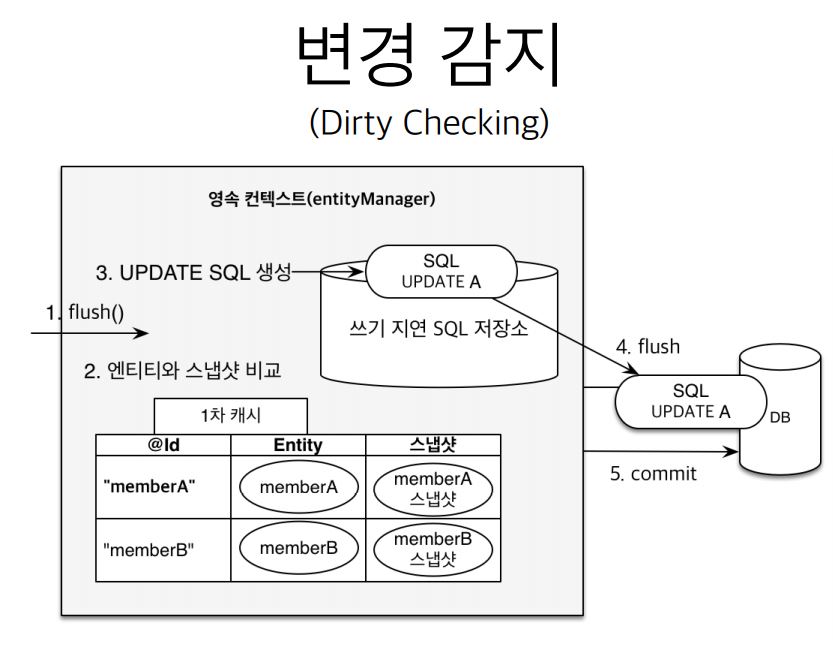 변경 감지
(Dirty Checking)
영속 컨텍스트(entityManager)
3. UPDATE SQL 생성
SQL
UPDATE A
1. flush()
쓰기 지연 SQL 저장소
4. flush
2. 엔티티와 스냅샷 비교
SQL
UPDATE A
DB
1차 캐시
@Id Entity 스냅샷
5. commit
"memberA" memberA memberA
스냅샷
"memberB" memberB memberB
스냅샷